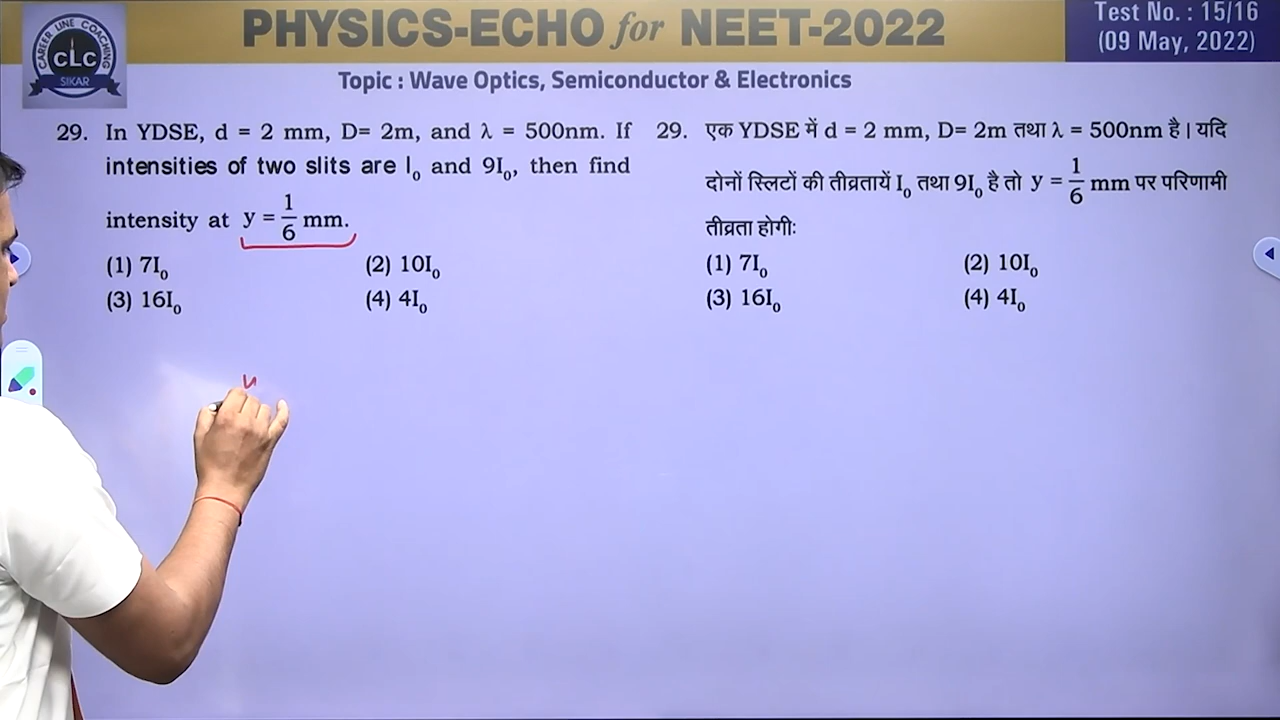 CAREER LINE COACHING
CLC
SIKAR
PHYSICS-ECHO for NEET-2022
Test No. : 15/16
(09 May, 2022)
Topic : Wave Optics, Semiconductor & Electronics
29. In YDSE, d = 2 mm, D= 2m, and λ = 500nm. If
intensities of two slits are I₀ and 9I₀, then find
intensity at y = 1/6 mm.
(1) 7I₀ (2) 10I₀
(3) 16I₀ (4) 4I₀
29. एक YDSE में d = 2 mm, D= 2m तथा λ = 500nm है। यदि
दोनों स्लिटों की तीव्रतायें I₀ तथा 9I₀ है तो y = 1/6 mm पर परिणामी
तीव्रता होगीः
(1) 7I₀ (2) 10I₀
(3) 16I₀ (4) 4I₀